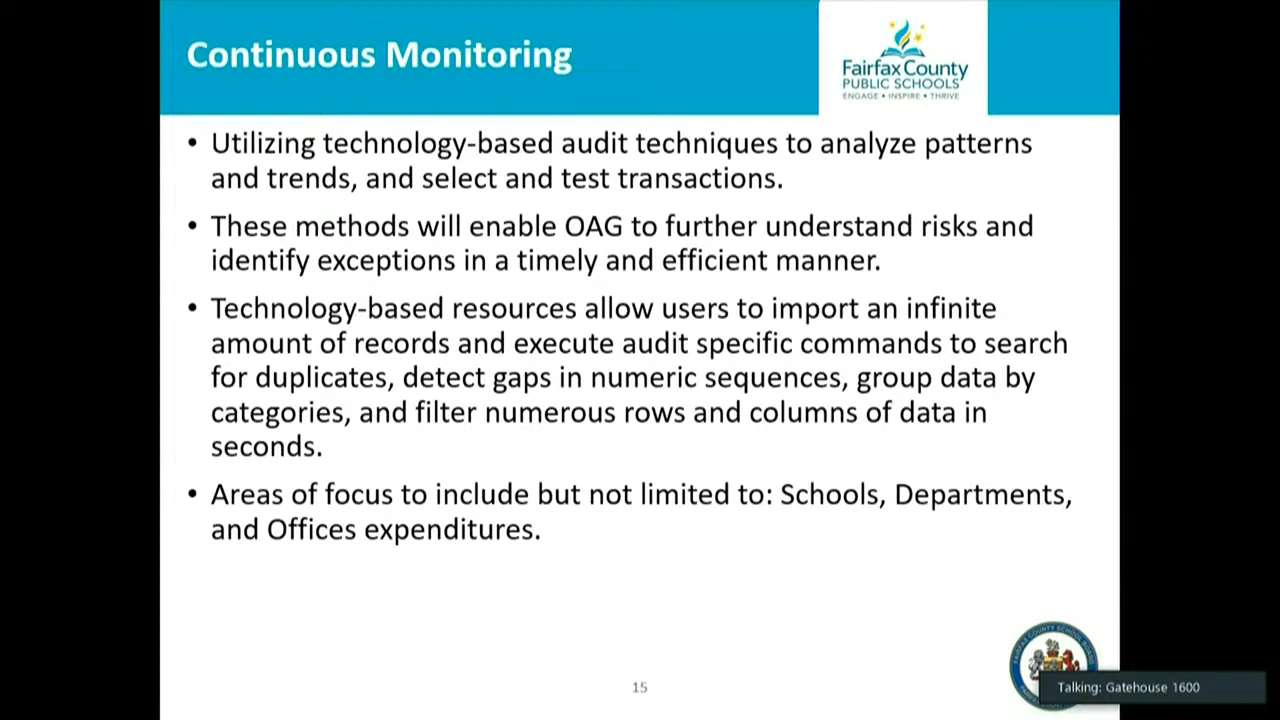 Continuous Monitoring
Fairfax County
PUBLIC SCHOOLS
ENGAGE • INSPIRE • THRIVE
• Utilizing technology-based audit techniques to analyze patterns
and trends, and select and test transactions.
• These methods will enable OAG to further understand risks and
identify exceptions in a timely and efficient manner.
• Technology-based resources allow users to import an infinite
amount of records and execute audit specific commands to search
for duplicates, detect gaps in numeric sequences, group data by
categories, and filter numerous rows and columns of data in
seconds.
• Areas of focus to include but not limited to: Schools, Departments,
and Offices expenditures.
FAIRFAX COUNTY SCHOOL BOARD
15
Talking: Gatehouse 1600